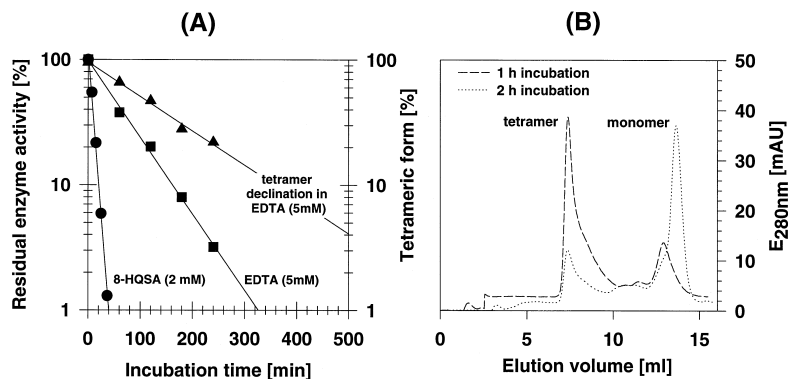 (A)
Residual enzyme activity [%]
100
10
1
100
10
1
Tetrameric form [%]
tetramer
declination in
EDTA (5mM)
8-HQSA (2 mM)
EDTA (5mM)
0 100 200 300 400 500
Incubation time [min]
(B)
1 h incubation
2 h incubation
tetramer monomer
50
40
30
20
10
0
E280nm [mAU]
0 5 10 15
Elution volume [ml]